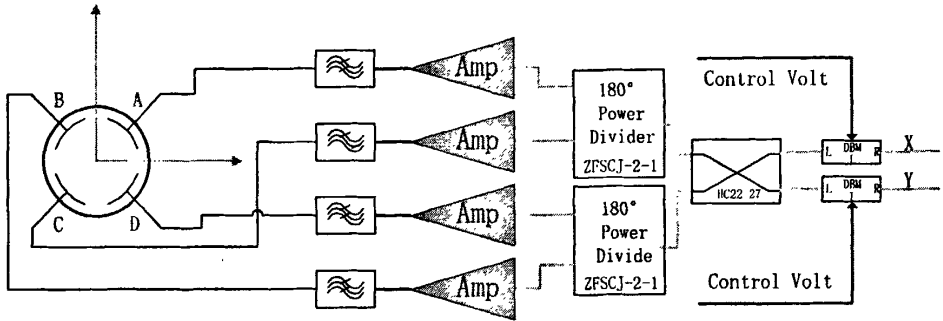 B A
C D
Amp
Amp
Amp
Amp
180°
Power
Divider
ZFSCJ-2-1
180°
Power
Divide
ZFSCJ-2-1
HC22 27
Control Volt
L DBM R
I
X
L DBM R
I
Y
Control Volt